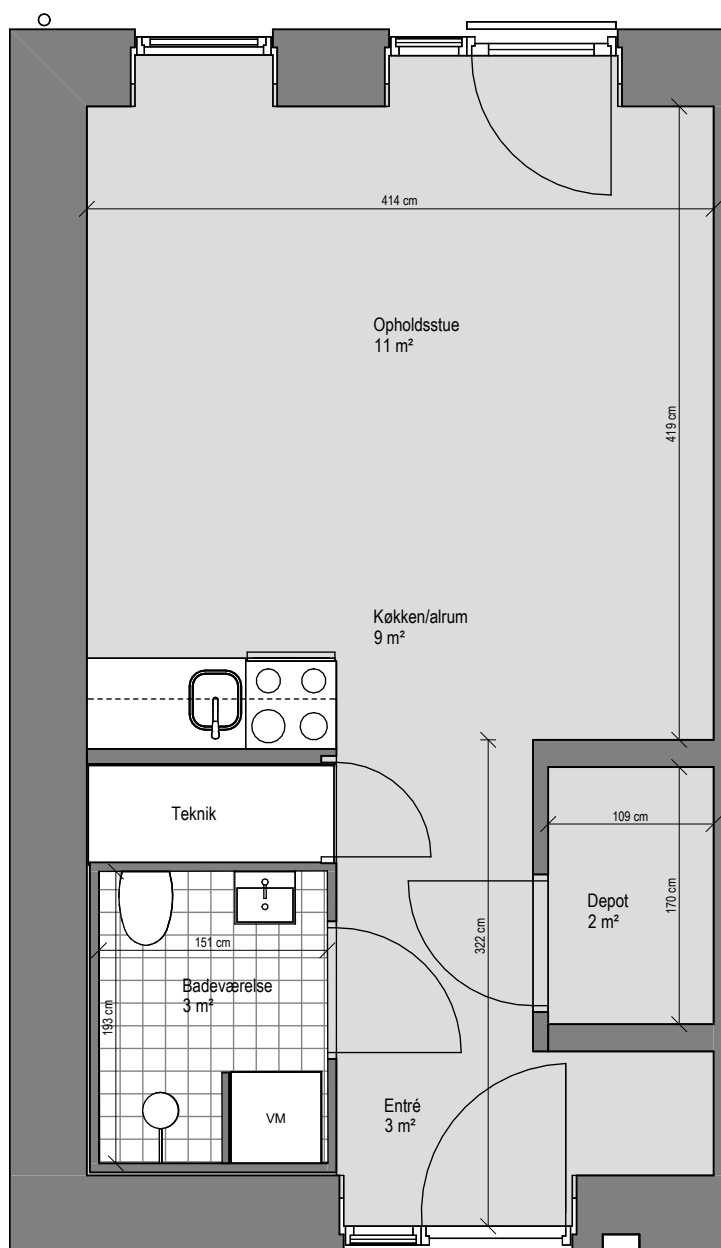 414 cm
Opholdsstue
11 m²
419 cm
Køkken/alrum
9 m²
Teknik
109 cm
Depot
2 m²
170 cm
322 cm
151 cm
Badeværelse
3 m²
193 cm
Entré
3 m²
VM